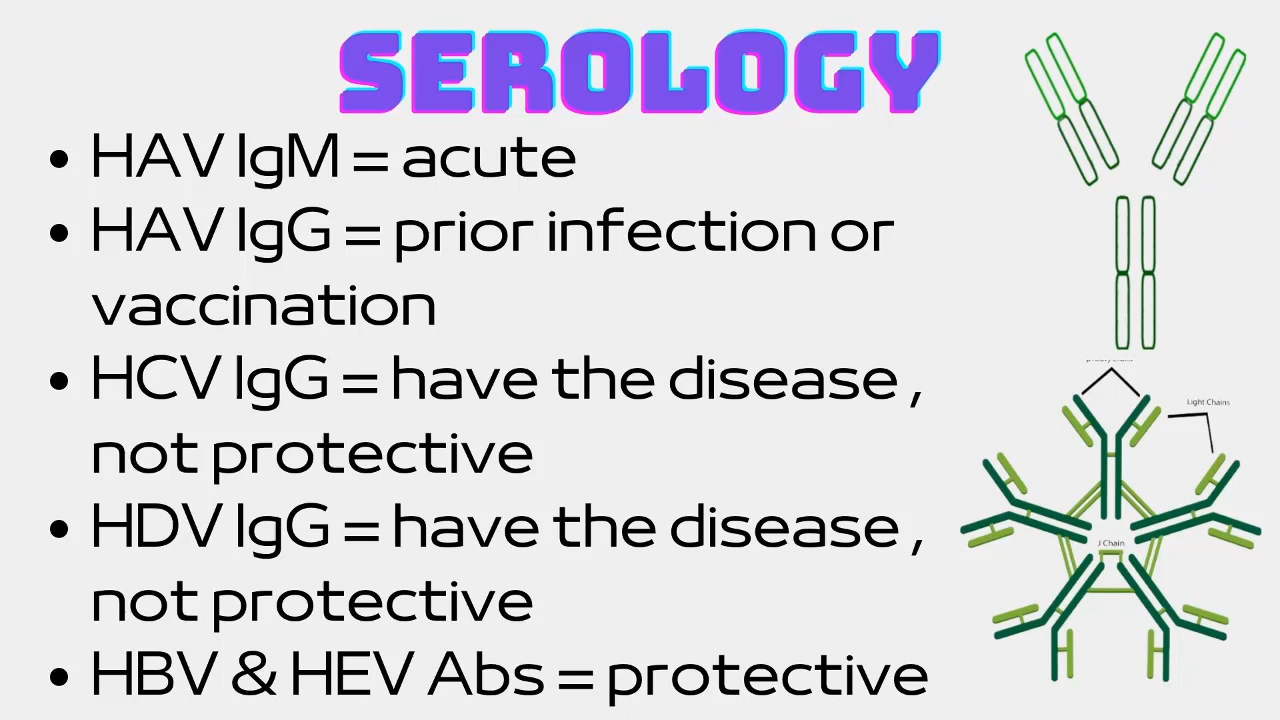 SEROLOGY
• HAV IgM = acute
• HAV IgG = prior infection or
vaccination
• HCV IgG = have the disease ,
not protective
• HDV IgG = have the disease ,
not protective
• HBV & HEV Abs = protective
Light Chains
J Chain